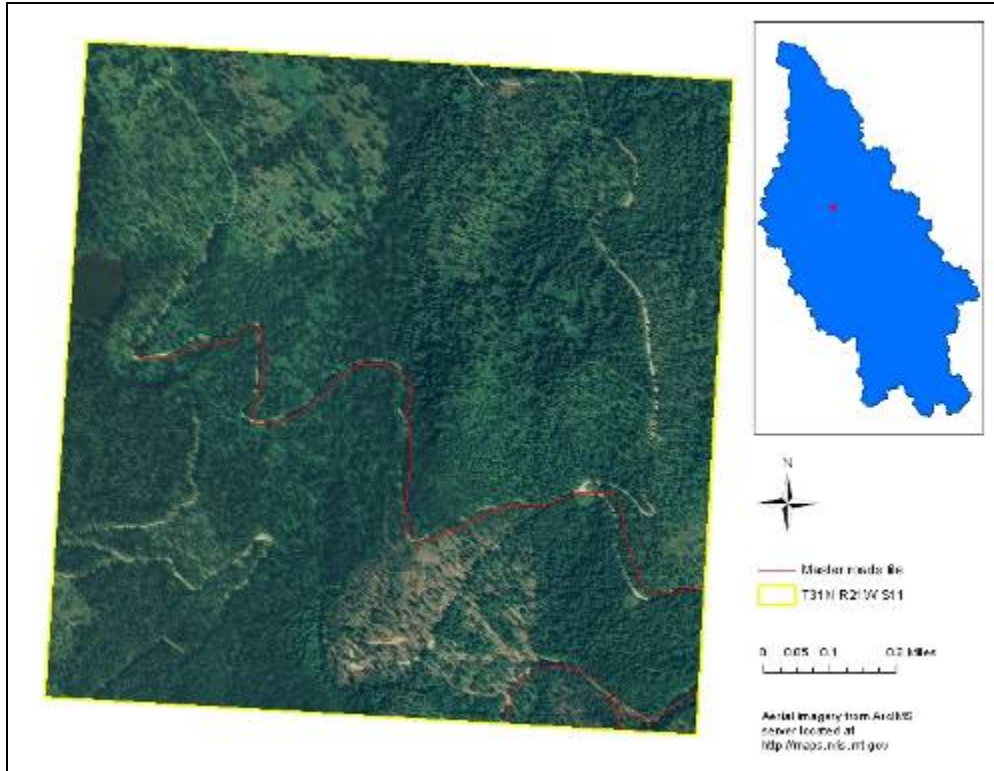 N
Master roads file
T31N R21W S11
0 0.05 0.1 0.2 Miles
Aerial imagery from ArcIMS
server located at
http://maps.nris.mt.gov